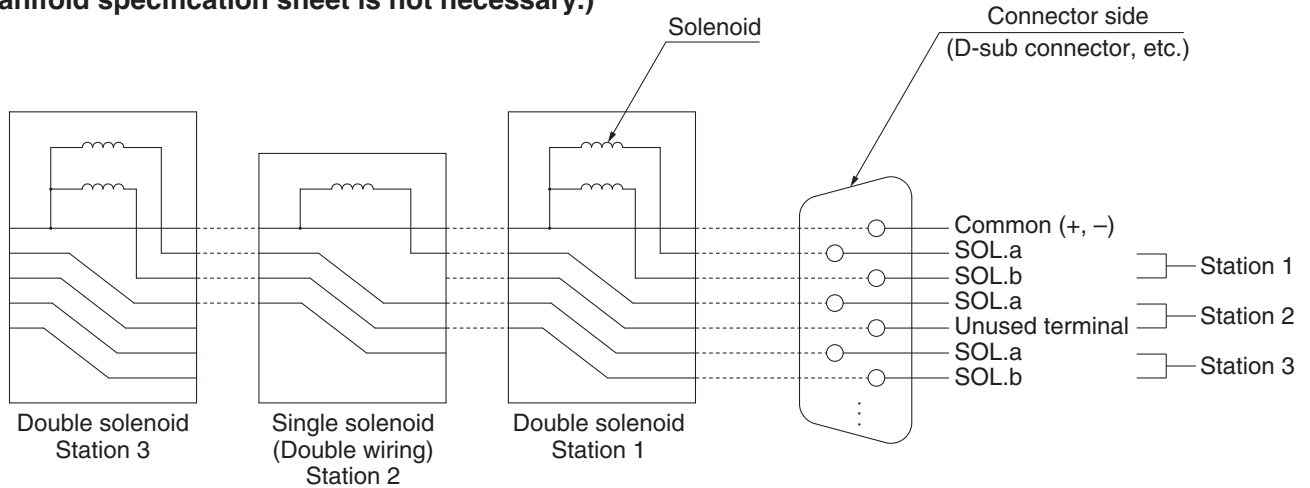 anifold specification sheet is not necessary.)
Solenoid
Connector side
(D-sub connector, etc.)
Common (+, –)
SOL.a
SOL.b
SOL.a
Unused terminal
SOL.a
SOL.b
Station 1
Station 2
Station 3
Double solenoid
Station 3
Single solenoid
(Double wiring)
Station 2
Double solenoid
Station 1